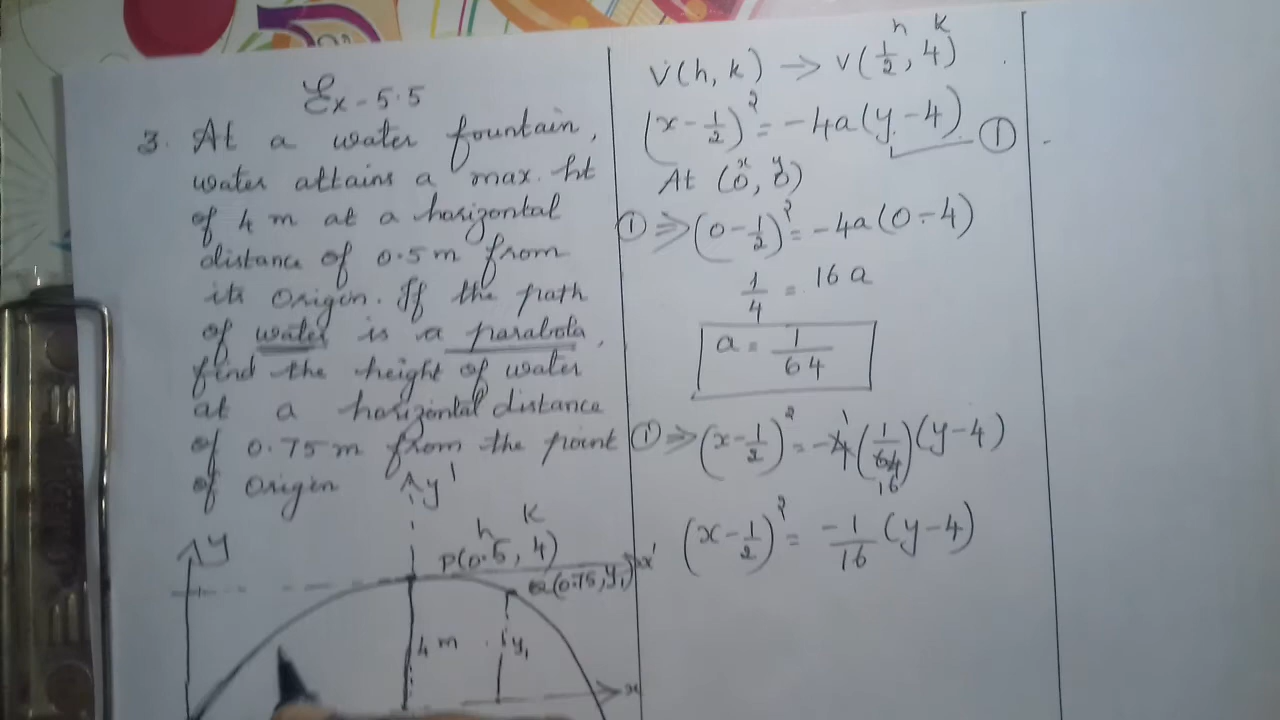 Ex - 5.5
3. At a water fountain,
water attains a max. ht
of 4 m at a horizontal
distance of 0.5 m from
its origin. If the path
of water is a parabola,
find the height of water
at a horizontal distance
of 0.75 m from the point
of origin
y'
h k
P(0.5, 4)
x'
Q(0.75, y₁)
y
4 m
y₁
x
h k
V(h, k) → V(1/2, 4)
(x - 1/2)² = -4a(y - 4) ①
x y
At (0, 0)
① ⇒ (0 - 1/2)² = -4a(0 - 4)
1/4 = 16a
a = 1/64
① ⇒ (x - 1/2)² = -4(1/64)(y - 4)
1
16
(x - 1/2)² = -1/16 (y - 4)